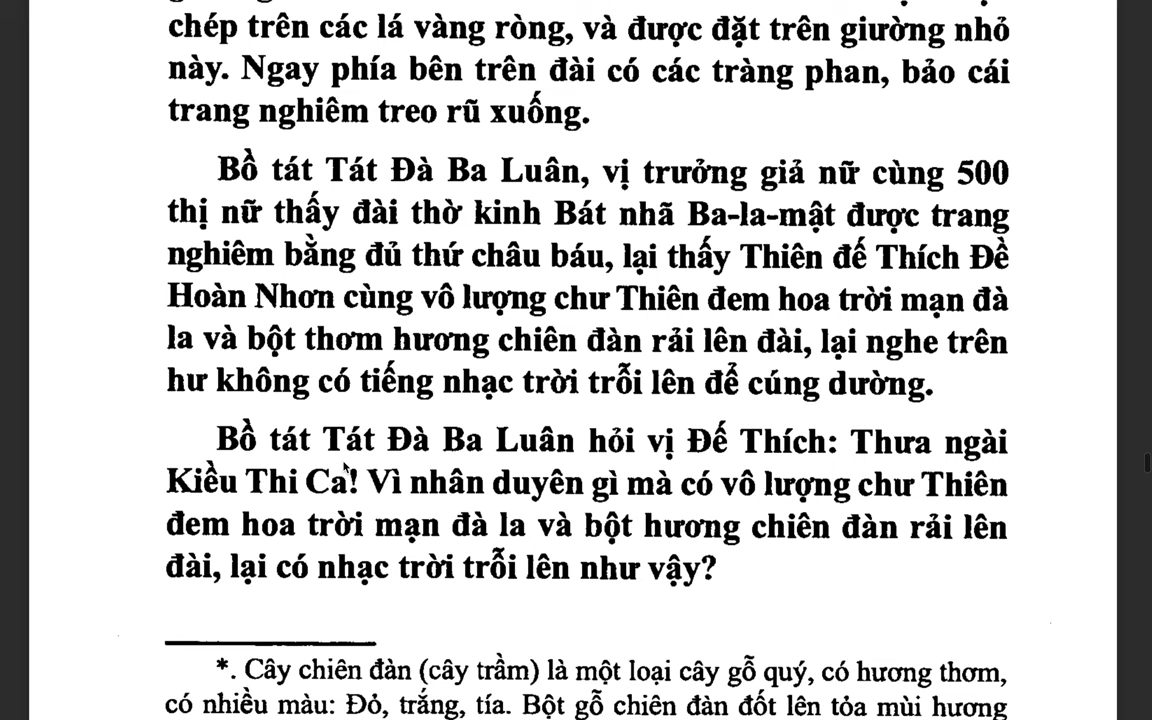 chép trên các lá vàng ròng, và được đặt trên giường nhỏ
này. Ngay phía bên trên đài có các tràng phan, bảo cái
trang nghiêm treo rũ xuống.
Bồ tát Tát Đà Ba Luân, vị trưởng giả nữ cùng 500
thị nữ thấy đài thờ kinh Bát nhã Ba-la-mật được trang
nghiêm bằng đủ thứ châu báu, lại thấy Thiên đế Thích Đề
Hoàn Nhơn cùng vô lượng chư Thiên đem hoa trời mạn đà
la và bột thơm hương chiên đàn rải lên đài, lại nghe trên
hư không có tiếng nhạc trời trỗi lên để cúng dường.
Bồ tát Tát Đà Ba Luân hỏi vị Đế Thích: Thưa ngài
Kiều Thi Ca! Vì nhân duyên gì mà có vô lượng chư Thiên
đem hoa trời mạn đà la và bột hương chiên đàn rải lên
đài, lại có nhạc trời trỗi lên như vậy?
*. Cây chiên đàn (cây trầm) là một loại cây gỗ quý, có hương thơm,
có nhiều màu: Đỏ, trắng, tía. Bột gỗ chiên đàn đốt lên tỏa mùi hương